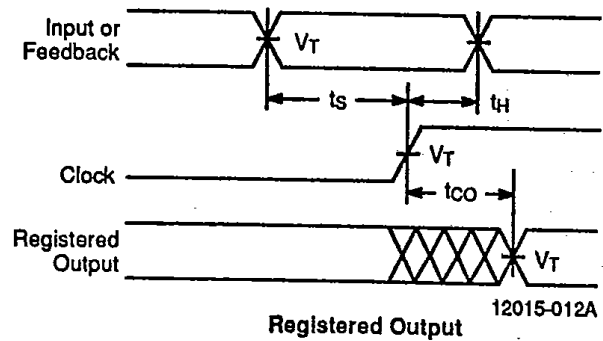 Input or
Feedback
VT
tS
tH
Clock
VT
tCO
Registered
Output
VT
12015-012A
Registered Output